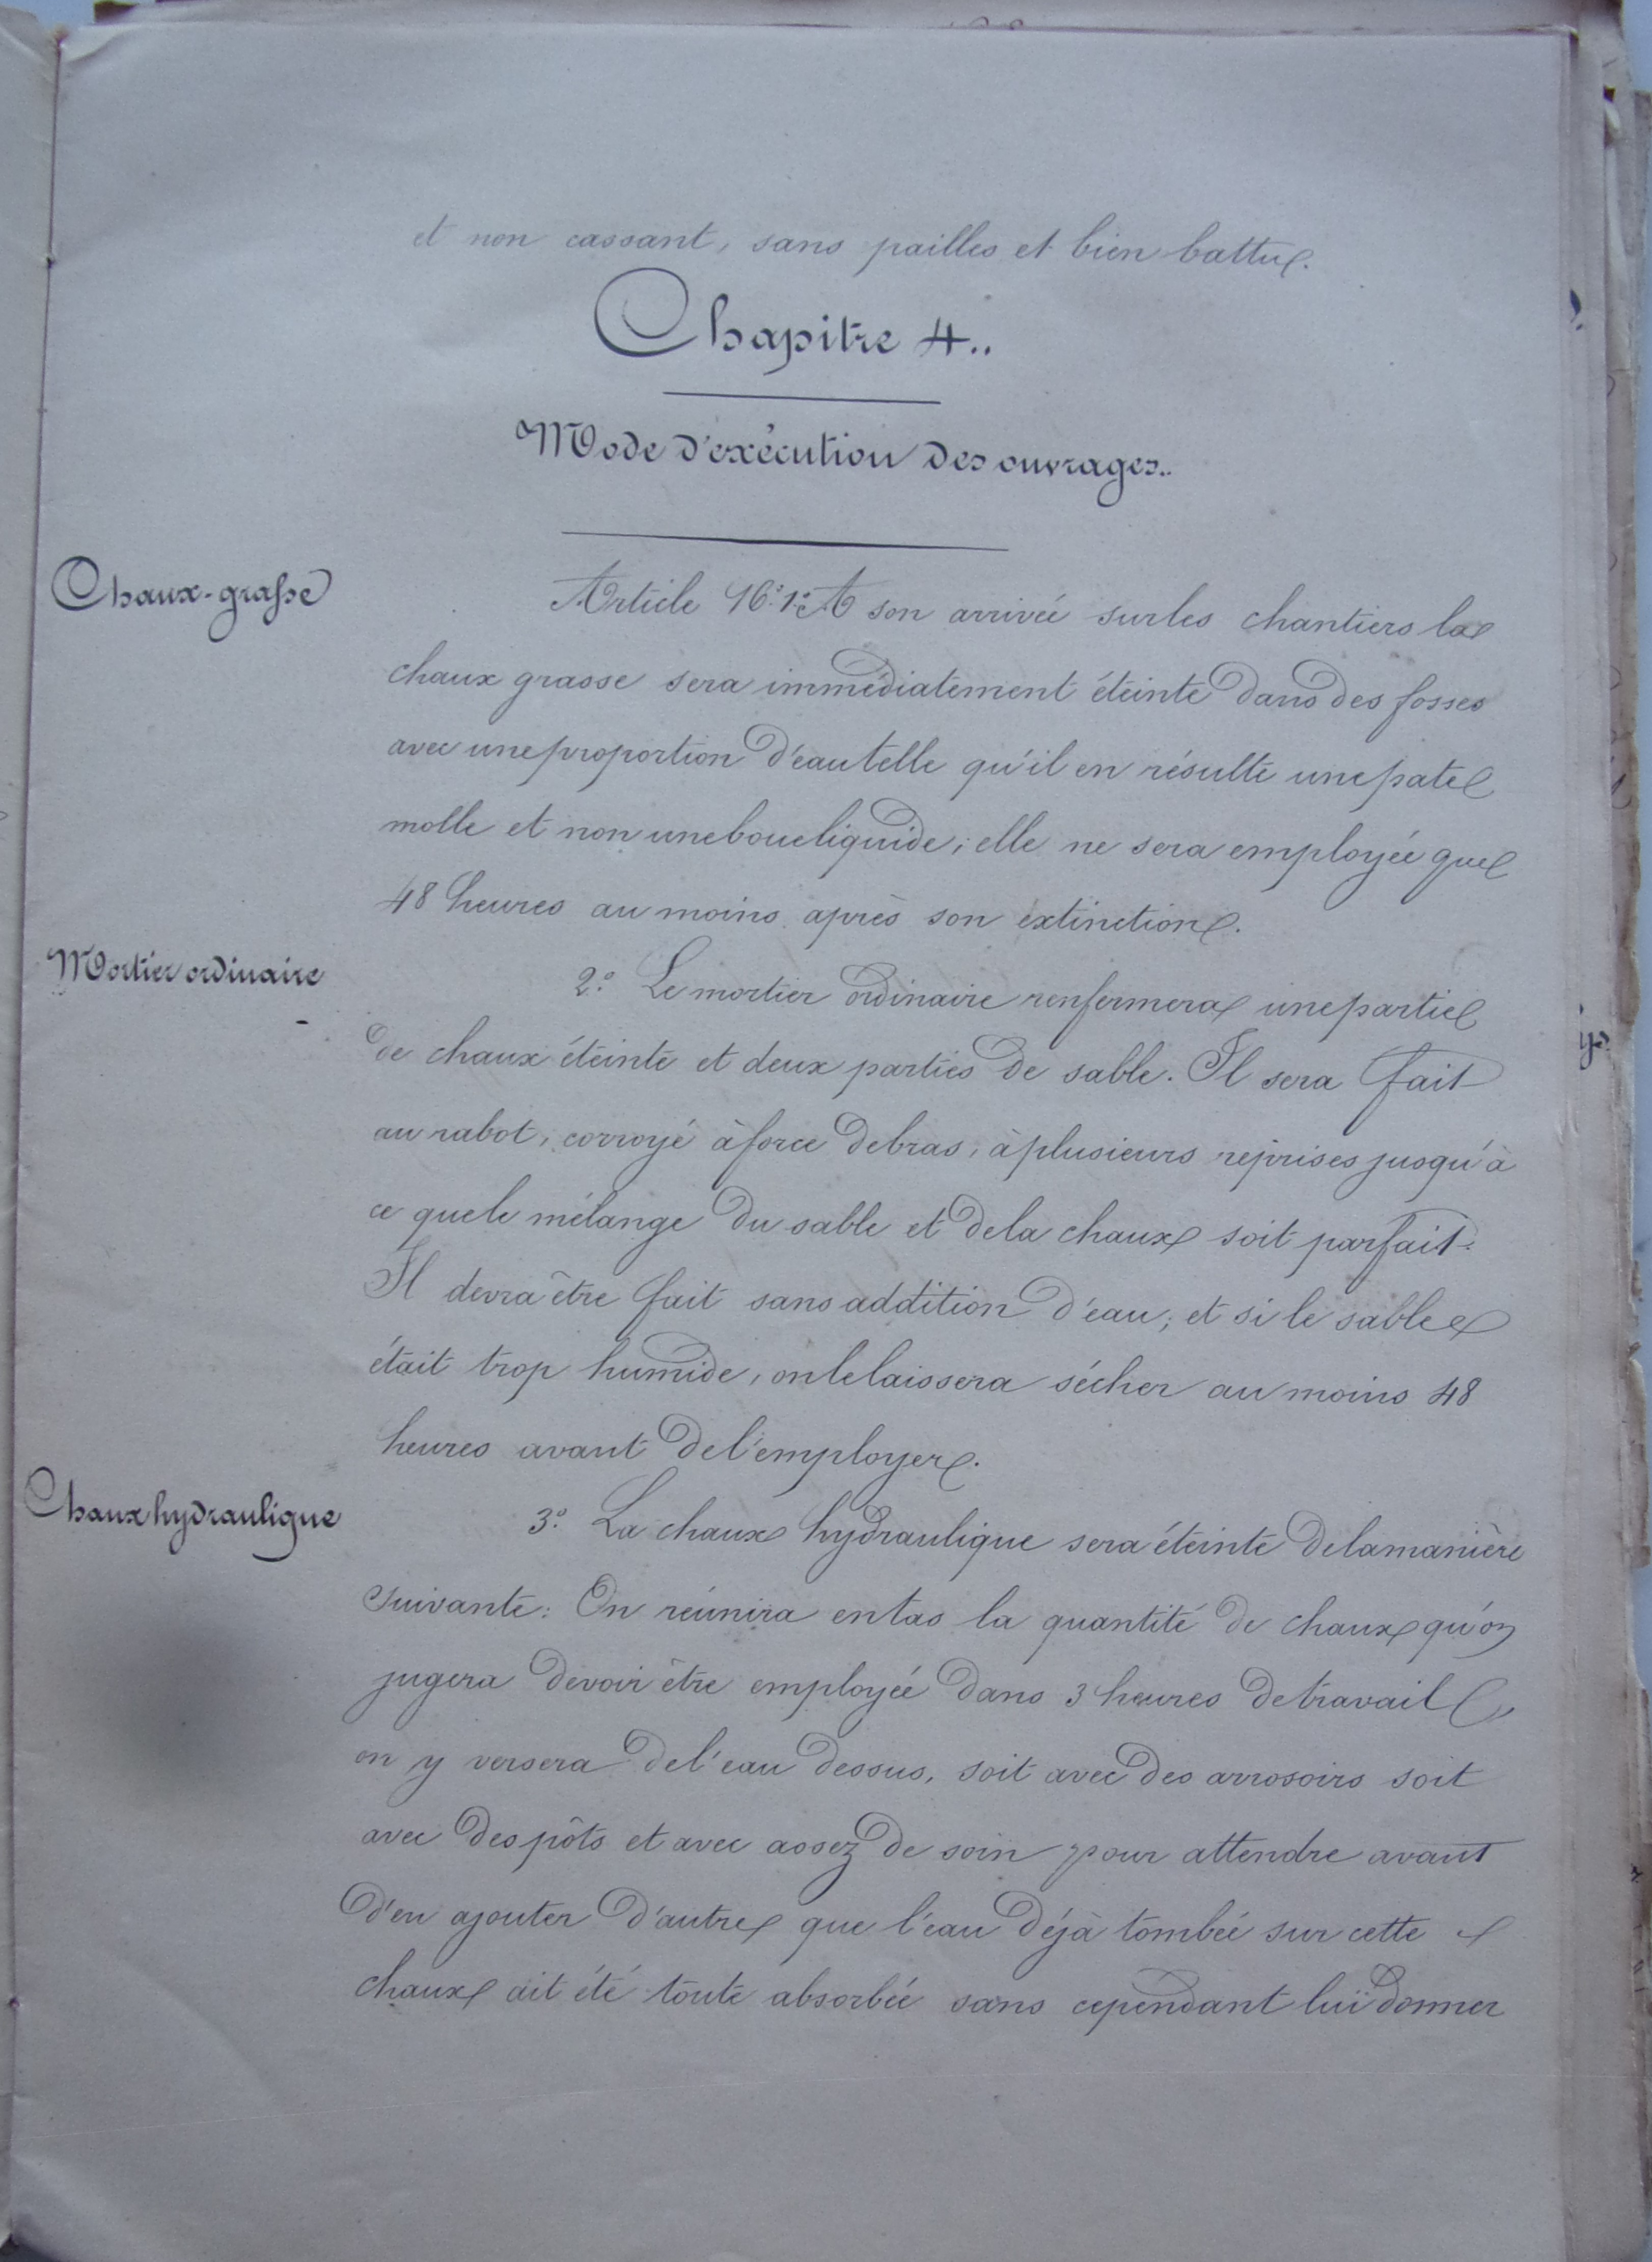 et non cassant, sans pailles et bien battu.
Chapitre 4..
Mode d'exécution des ouvrages..
Chaux-grasse
Article 16. 1° A son arrivée sur les chantiers la
chaux grasse sera immédiatement éteinte dans des fosses
avec une proportion d'eau telle qu'il en résulte une pate
molle et non une boue liquide; elle ne sera employée que
48 heures au moins après son extinction.
Mortier ordinaire
2° Le mortier ordinaire renfermera une partie
de chaux éteinte et deux parties de sable. Il sera fait
au rabot, corroyé à force de bras, à plusieurs reprises jusqu'à
ce que le mélange du sable et de la chaux soit parfait.
Il devra être fait sans addition d'eau; et si le sable
était trop humide, on le laissera sécher au moins 48
heures avant de l'employer.
Chaux hydraulique
3° La chaux hydraulique sera éteinte de la manière
suivante: On réunira en tas la quantité de chaux qu'on
jugera devoir être employée dans 3 heures de travail,
on y versera de l'eau dessus, soit avec des arrosoirs soit
avec des pôts et avec assez de soin pour attendre avant
d'en ajouter d'autre que l'eau déjà tombée sur cette
chaux ait été toute absorbée sans cependant lui donner